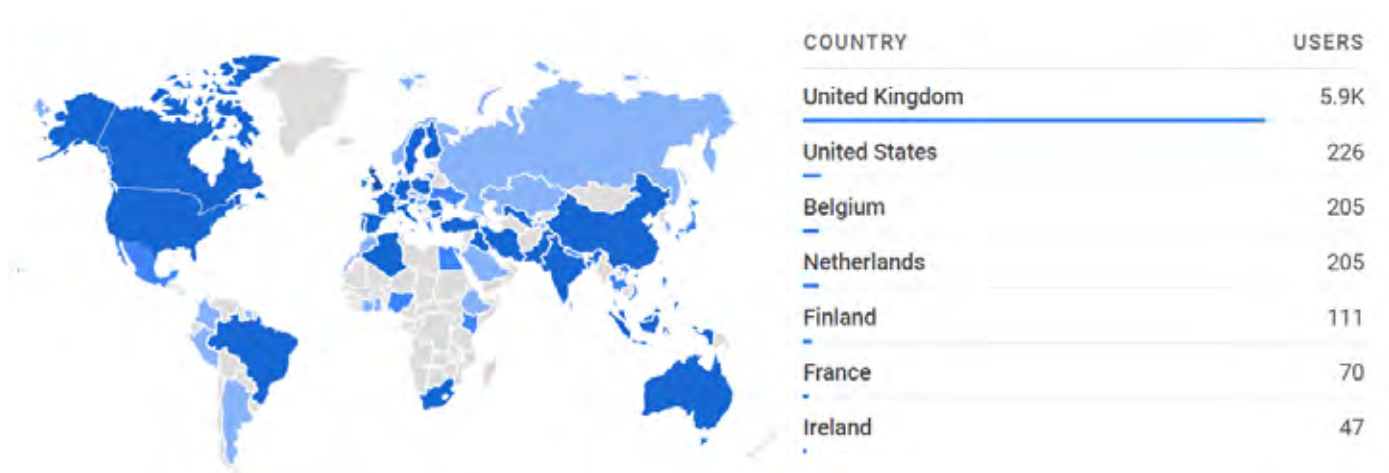 COUNTRY USERS
United Kingdom 5.9K
United States 226
Belgium 205
Netherlands 205
Finland 111
France 70
Ireland 47